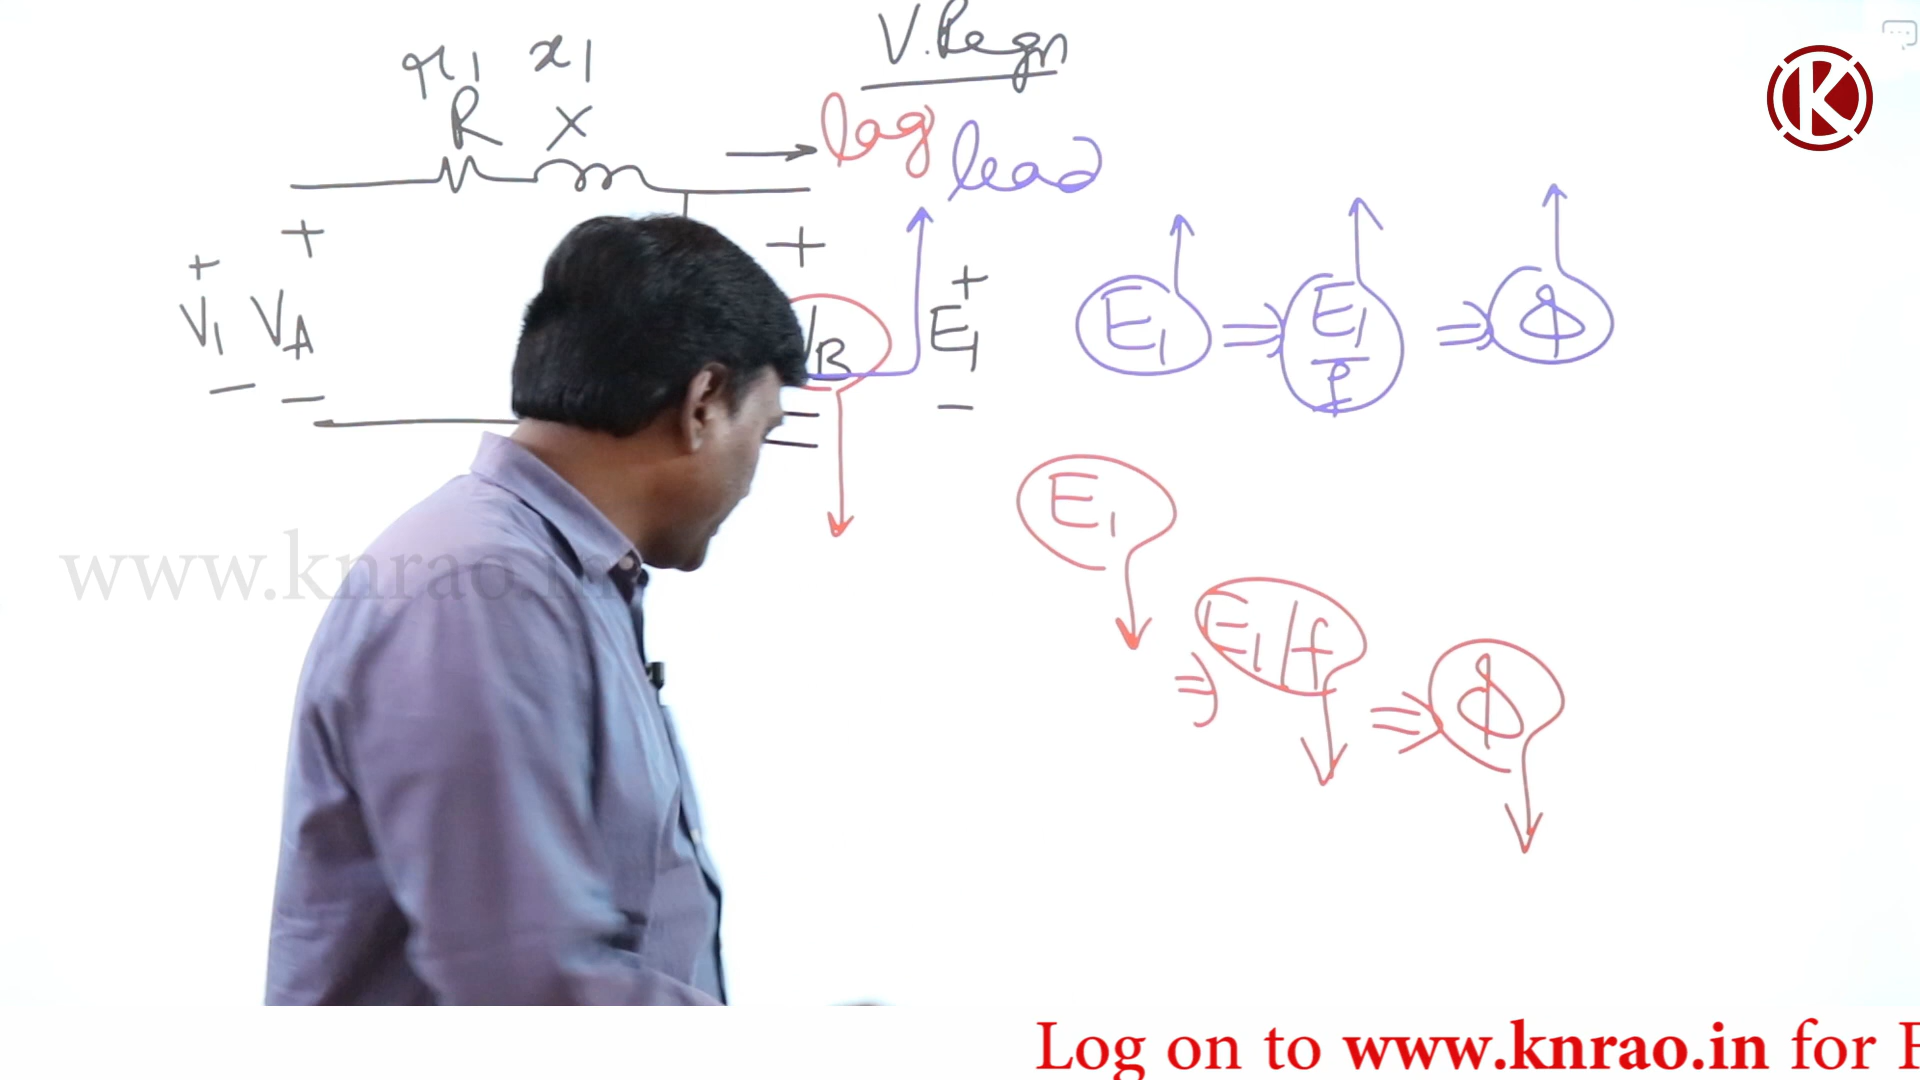 V. Regn
r1 x1
R X
lag
lead
+ + + +
V1 VA VB E1
- - -
E1 ⇒ E1/f ⇒ φ
E1
⇒ E1/f ⇒ φ
K
www.knrao.in
Log on to www.knrao.in for